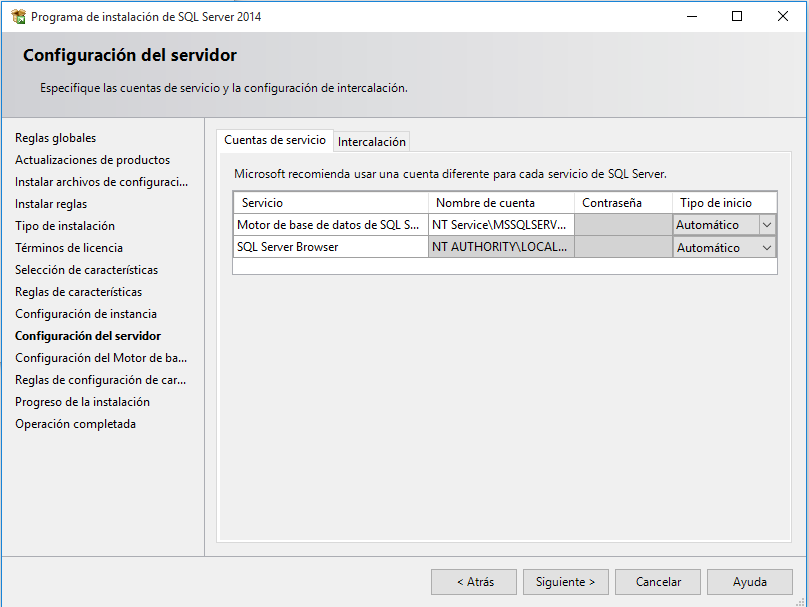 Programa de instalación de SQL Server 2014
Configuración del servidor
Especifique las cuentas de servicio y la configuración de intercalación.
Reglas globales
Actualizaciones de productos
Instalar archivos de configuraci...
Instalar reglas
Tipo de instalación
Términos de licencia
Selección de características
Reglas de características
Configuración de instancia
Configuración del servidor
Configuración del Motor de ba...
Reglas de configuración de car...
Progreso de la instalación
Operación completada
Cuentas de servicio Intercalación
Microsoft recomienda usar una cuenta diferente para cada servicio de SQL Server.
Servicio Nombre de cuenta Contraseña Tipo de inicio
Motor de base de datos de SQL S... NT Service\MSSQLSERV... Automático
SQL Server Browser NT AUTHORITY\LOCAL... Automático
< Atrás Siguiente > Cancelar Ayuda